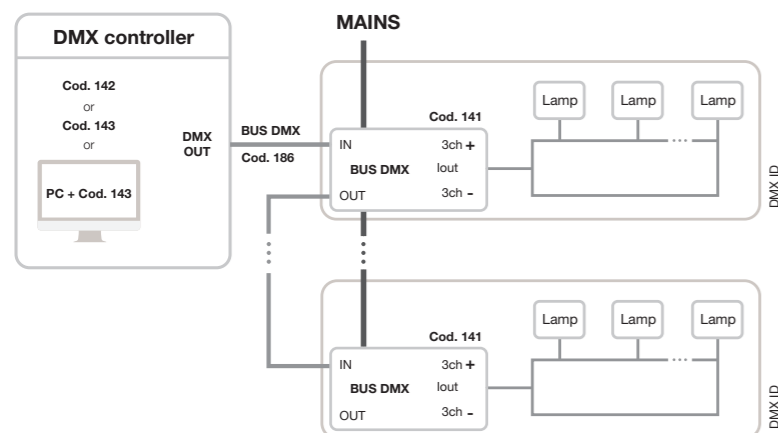 DMX controller
Cod. 142
or
Cod. 143
or
PC + Cod. 143
DMX
OUT
BUS DMX
Cod. 186
MAINS
Cod. 141
IN
3ch +
BUS DMX
Iout
OUT
3ch -
Lamp
Lamp
Lamp
DMX ID
Cod. 141
IN
3ch +
BUS DMX
Iout
OUT
3ch -
Lamp
Lamp
Lamp
DMX ID